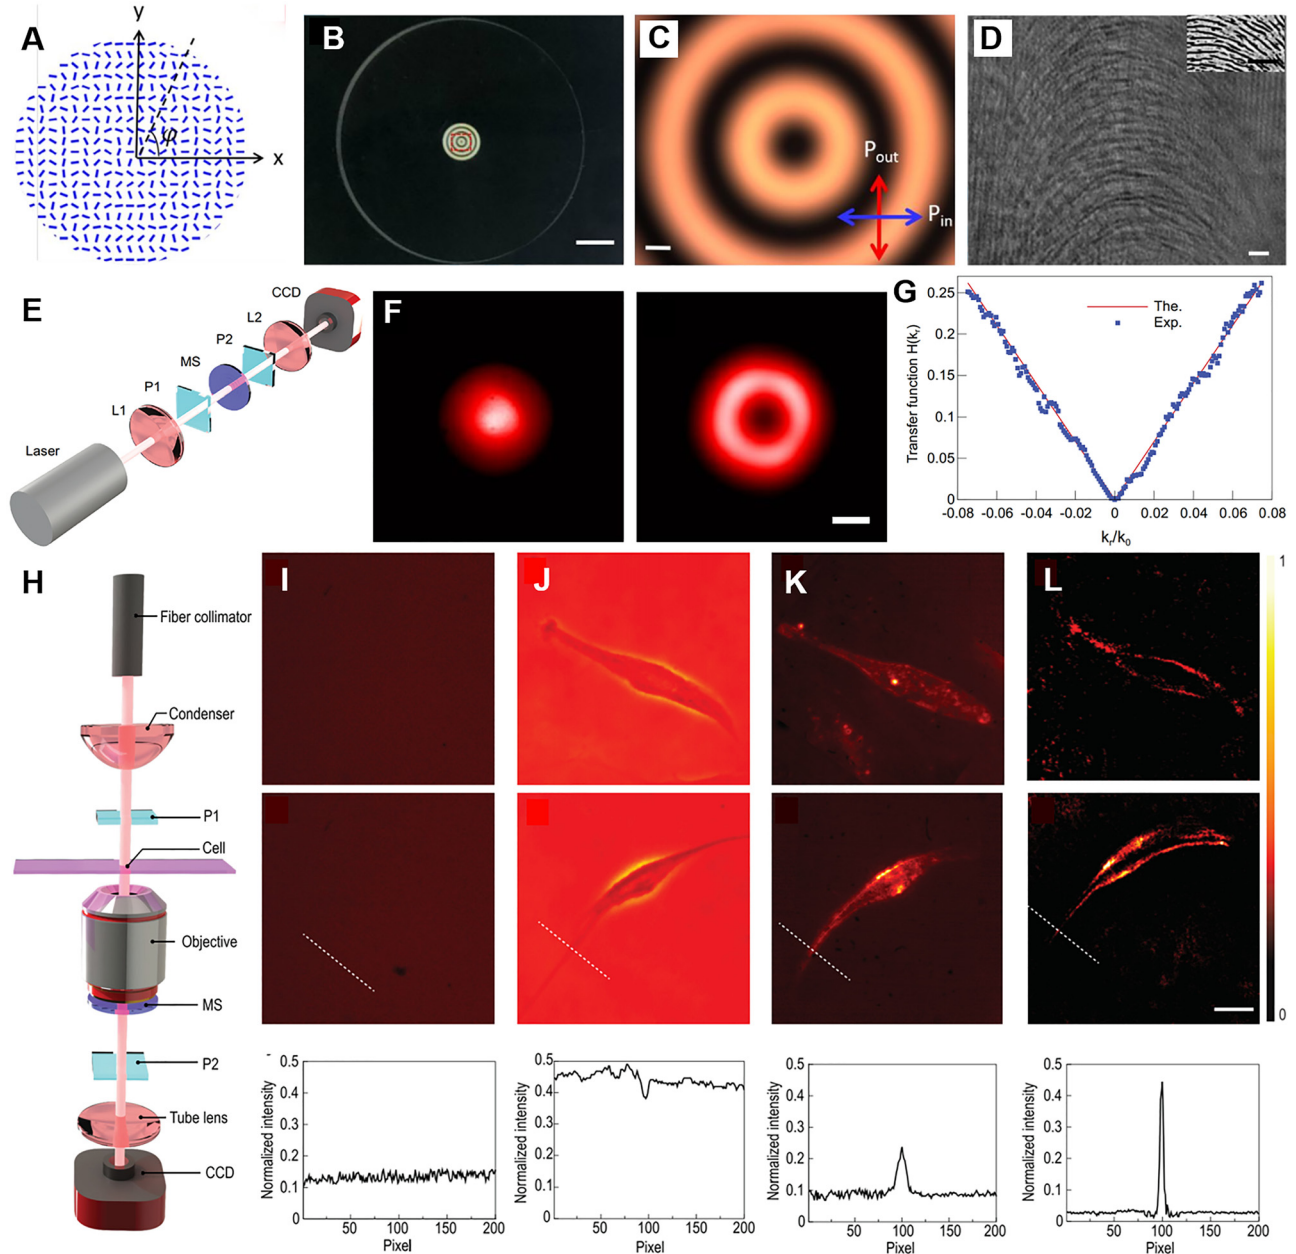 A
y
φ
x
B
C
P_out
P_in
D
E
CCD
L2
P2
MS
P1
L1
Laser
F
G
Transfer function H(k_r)
0.25
0.2
0.15
0.1
0.05
0
The.
Exp.
-0.08 -0.06 -0.04 -0.02 0 0.02 0.04 0.06 0.08
k_r/k_0
H
Fiber collimator
Condenser
P1
Cell
Objective
MS
P2
Tube lens
CCD
I
J
K
L
1
0
Normalized intensity
0.5
0.4
0.3
0.2
0.1
0
50 100 150 200
Pixel
Normalized intensity
0.5
0.4
0.3
0.2
0.1
0
50 100 150 200
Pixel
Normalized intensity
0.5
0.4
0.3
0.2
0.1
0
50 100 150 200
Pixel
Normalized intensity
0.5
0.4
0.3
0.2
0.1
0
50 100 150 200
Pixel